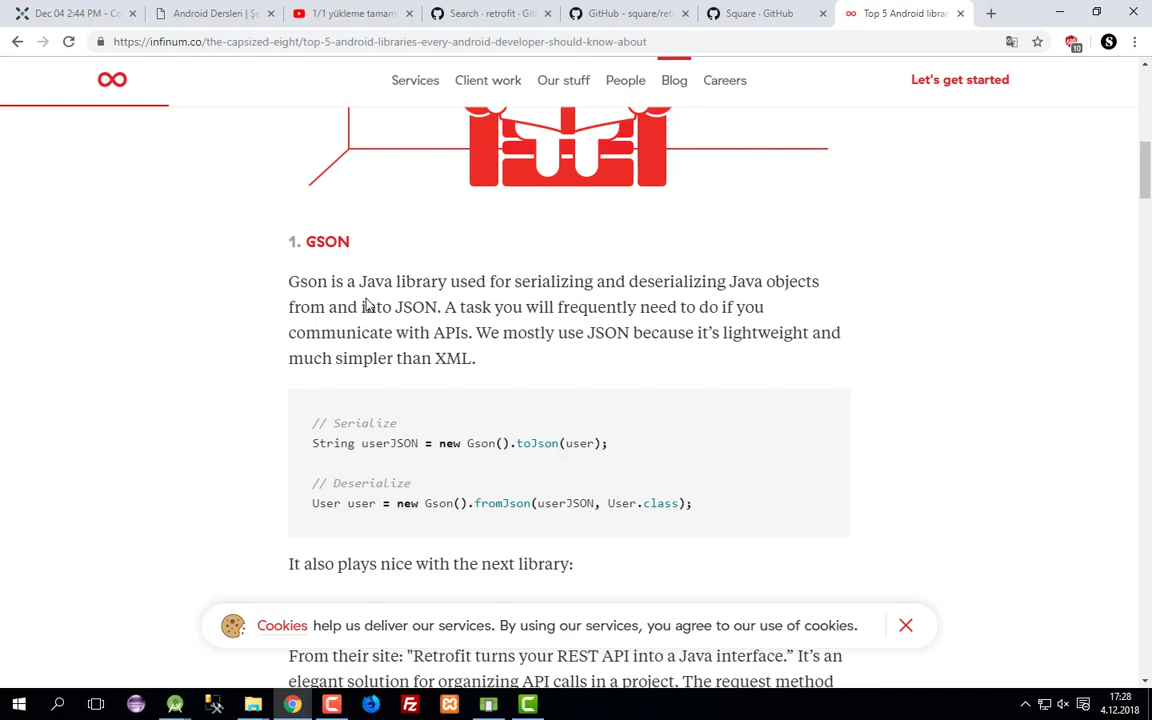 Dec 04 2:44 PM - Co
Android Dersleri | Şe
1/1 yükleme tamam
Search · retrofit · Git
GitHub - square/ret
Square · GitHub
Top 5 Android librar
https://infinum.co/the-capsized-eight/top-5-android-libraries-every-android-developer-should-know-about
10
S
Services
Client work
Our stuff
People
Blog
Careers
Let's get started
1. GSON
Gson is a Java library used for serializing and deserializing Java objects
from and into JSON. A task you will frequently need to do if you
communicate with APIs. We mostly use JSON because it's lightweight and
much simpler than XML.
// Serialize
String userJSON = new Gson().toJson(user);
// Deserialize
User user = new Gson().fromJson(userJSON, User.class);
It also plays nice with the next library:
Cookies help us deliver our services. By using our services, you agree to our use of cookies.
From their site: "Retrofit turns your REST API into a Java interface.” It's an
elegant solution for organizing API calls in a project. The request method
17:28
4.12.2018